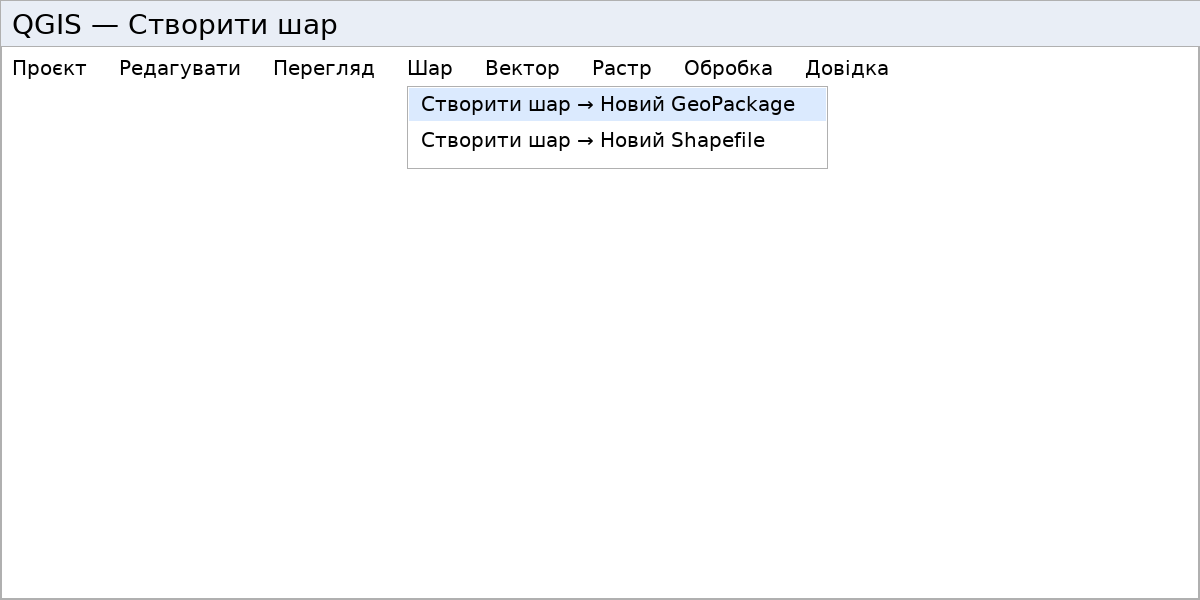 QGIS — Створити шар
Проєкт Редагувати Перегляд Шар Вектор Растр Обробка Довідка
Створити шар → Новий GeoPackage
Створити шар → Новий Shapefile